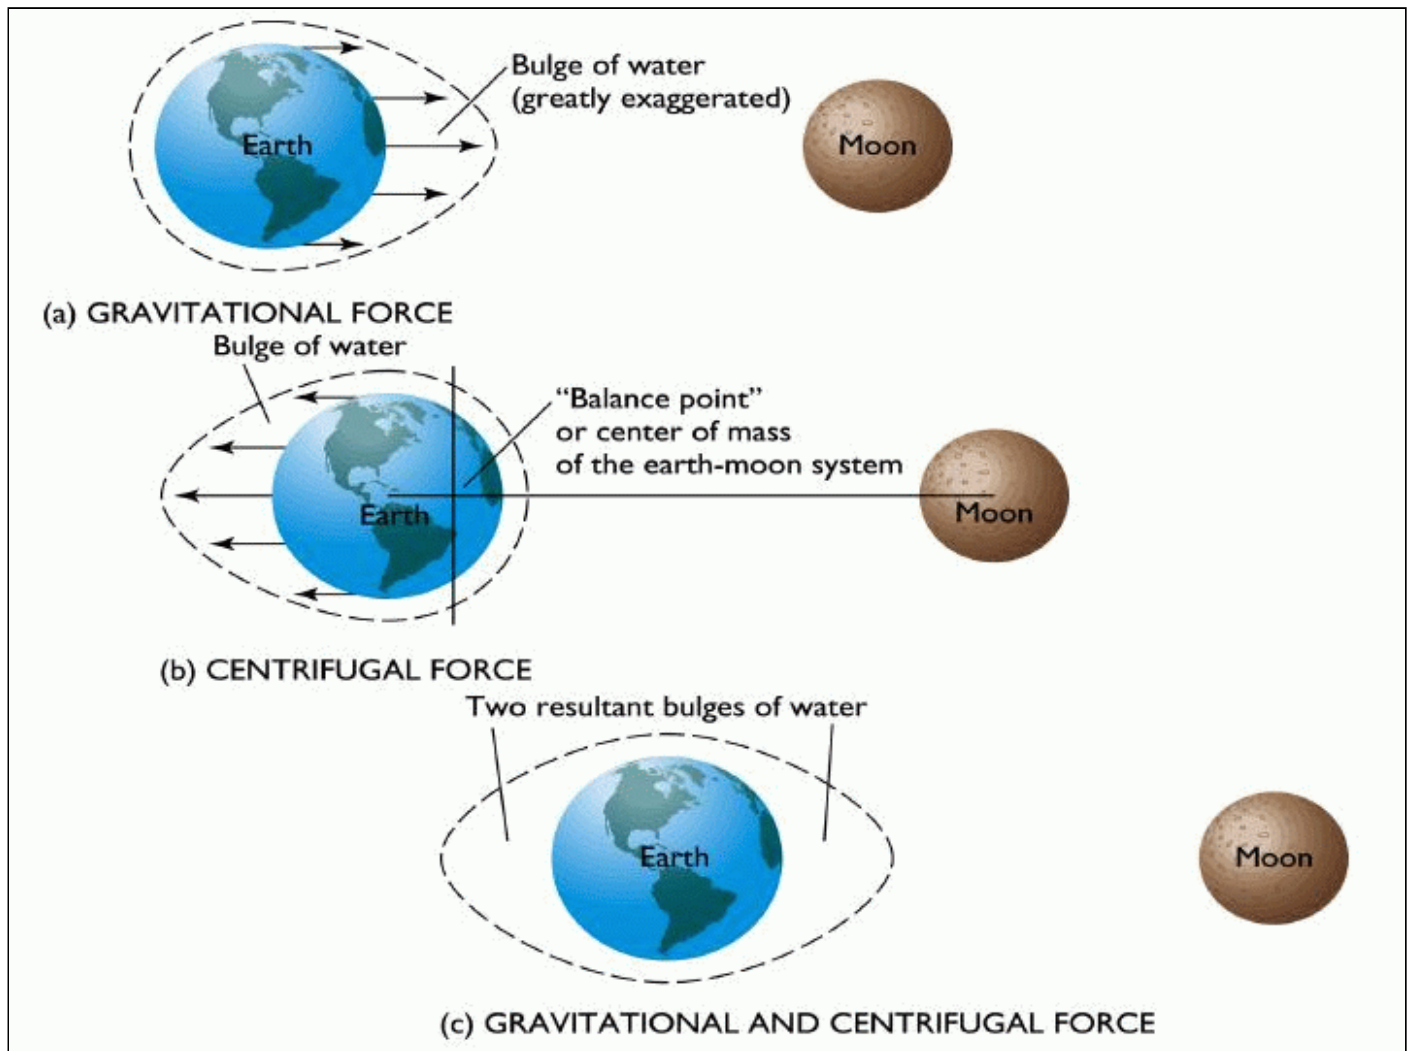 Bulge of water
(greatly exaggerated)
Earth
Moon
(a) GRAVITATIONAL FORCE
Bulge of water
“Balance point”
or center of mass
of the earth-moon system
Earth
Moon
(b) CENTRIFUGAL FORCE
Two resultant bulges of water
Earth
Moon
(c) GRAVITATIONAL AND CENTRIFUGAL FORCE